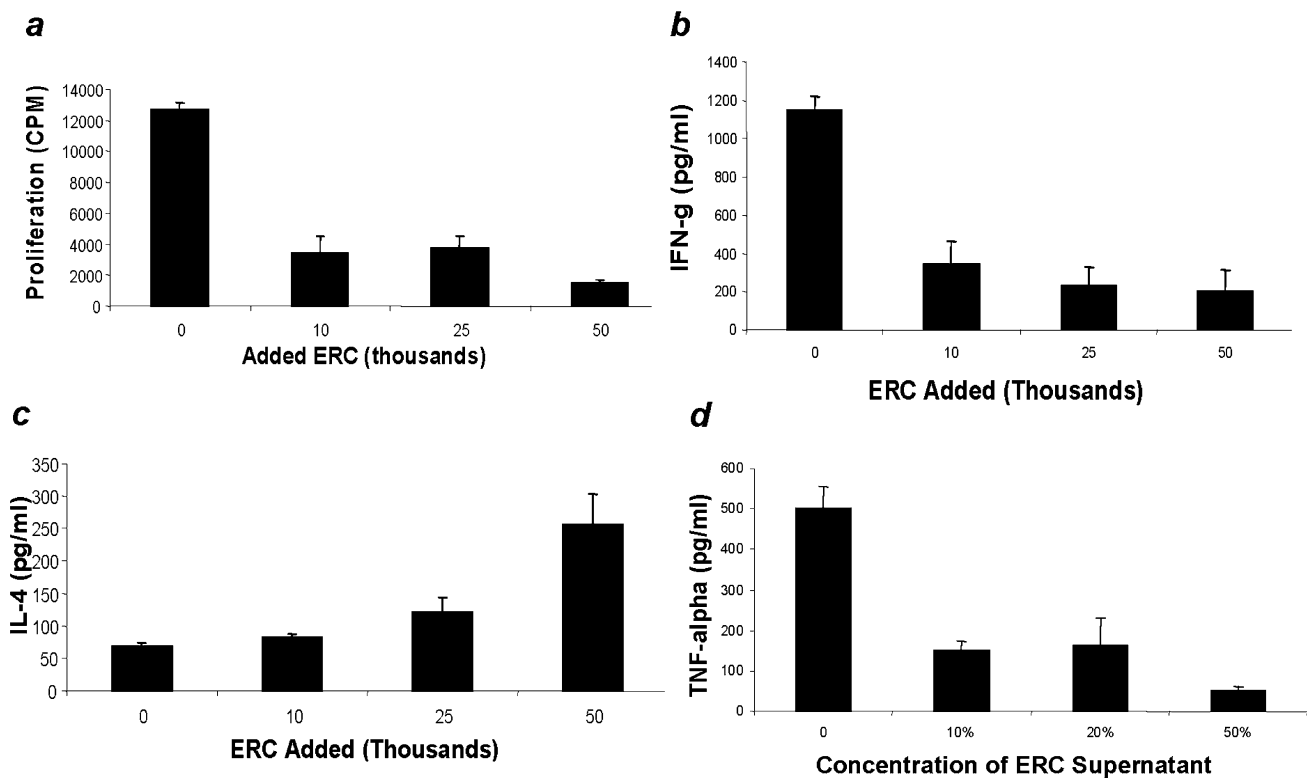 a
Proliferation (CPM)
14000
12000
10000
8000
6000
4000
2000
0
0 10 25 50
Added ERC (thousands)
b
IFN-g (pg/ml)
1400
1200
1000
800
600
400
200
0
0 10 25 50
ERC Added (Thousands)
c
IL-4 (pg/ml)
350
300
250
200
150
100
50
0
0 10 25 50
ERC Added (Thousands)
d
TNF-alpha (pg/ml)
600
500
400
300
200
100
0
0 10% 20% 50%
Concentration of ERC Supernatant